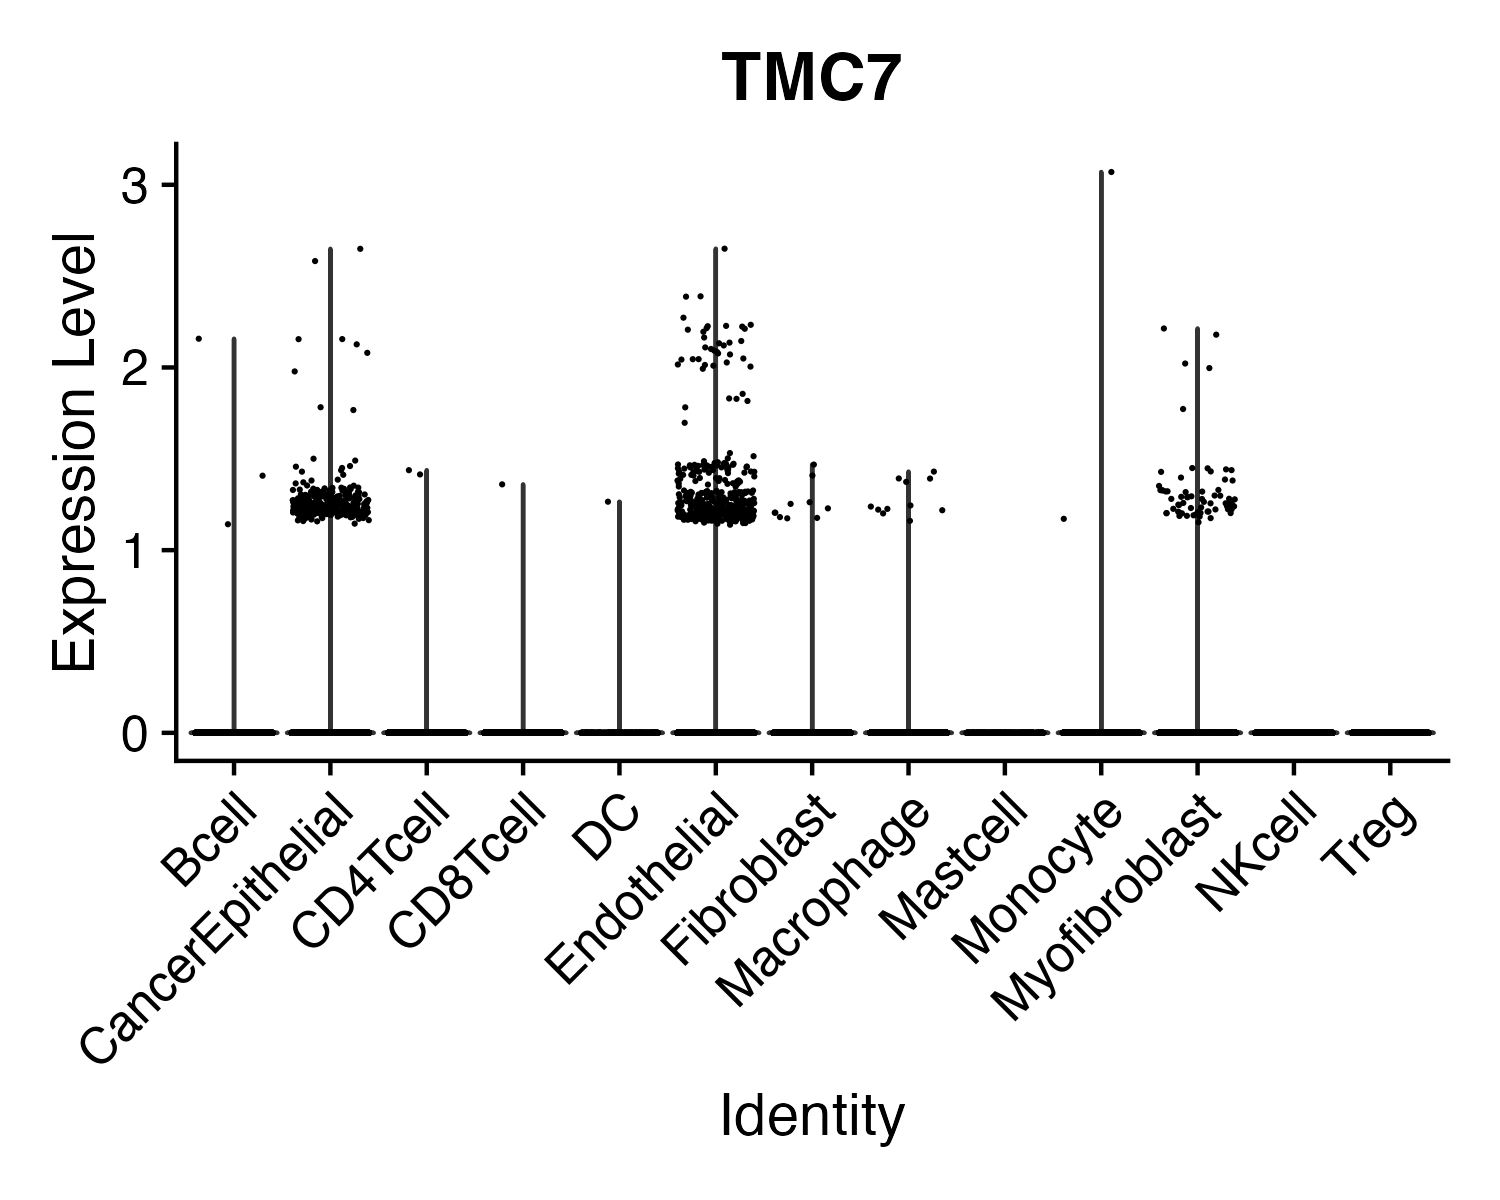 TMC7
Expression Level
3
2
1
0
Bcell
CancerEpithelial
CD4Tcell
CD8Tcell
DC
Endothelial
Fibroblast
Macrophage
Mastcell
Monocyte
Myofibroblast
NKcell
Treg
Identity